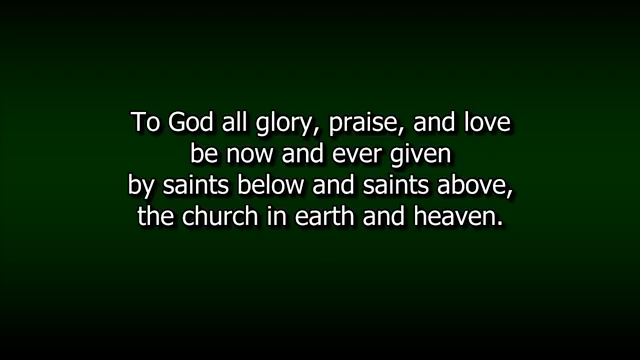 To God all glory, praise, and love
be now and ever given
by saints below and saints above,
the church in earth and heaven.